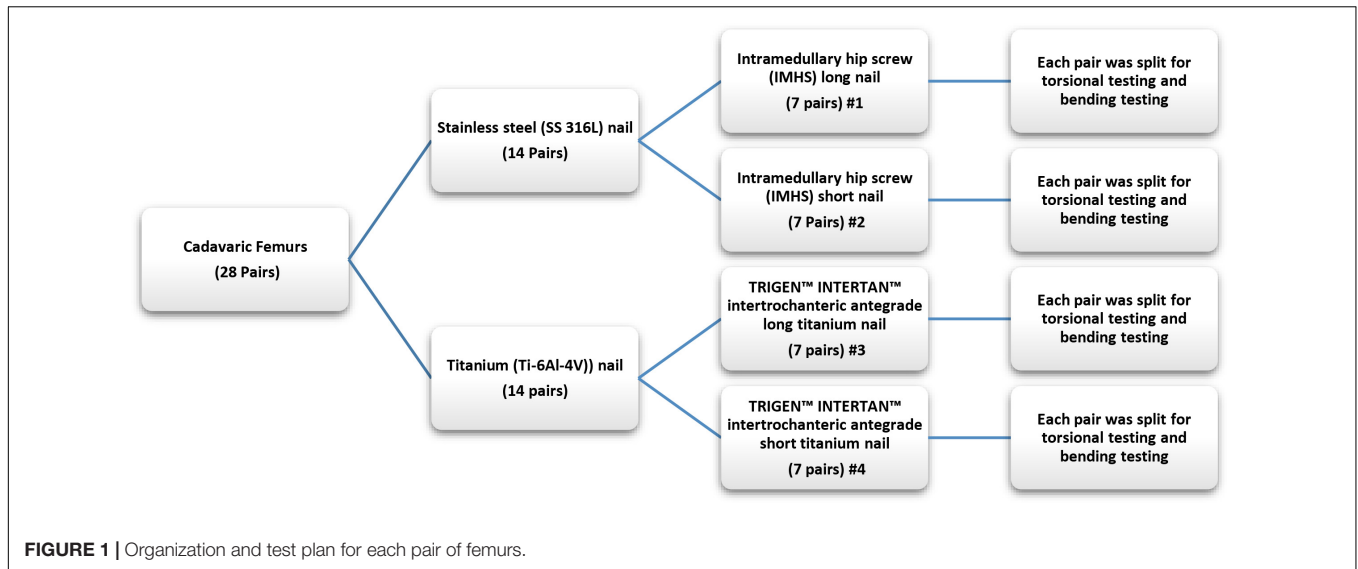 Cadavaric Femurs
(28 Pairs)
Stainless steel (SS 316L) nail
(14 Pairs)
Titanium (Ti-6Al-4V)) nail
(14 pairs)
Intramedullary hip screw
(IMHS) long nail
(7 pairs) #1
Each pair was split for
torsional testing and
bending testing
Intramedullary hip screw
(IMHS) short nail
(7 Pairs) #2
Each pair was split for
torsional testing and
bending testing
TRIGEN™ INTERTAN™
intertrochanteric antegrade
long titanium nail
(7 pairs) #3
Each pair was split for
torsional testing and
bending testing
TRIGEN™ INTERTAN™
intertrochanteric antegrade
short titanium nail
(7 pairs) #4
Each pair was split for
torsional testing and
bending testing
FIGURE 1 | Organization and test plan for each pair of femurs.